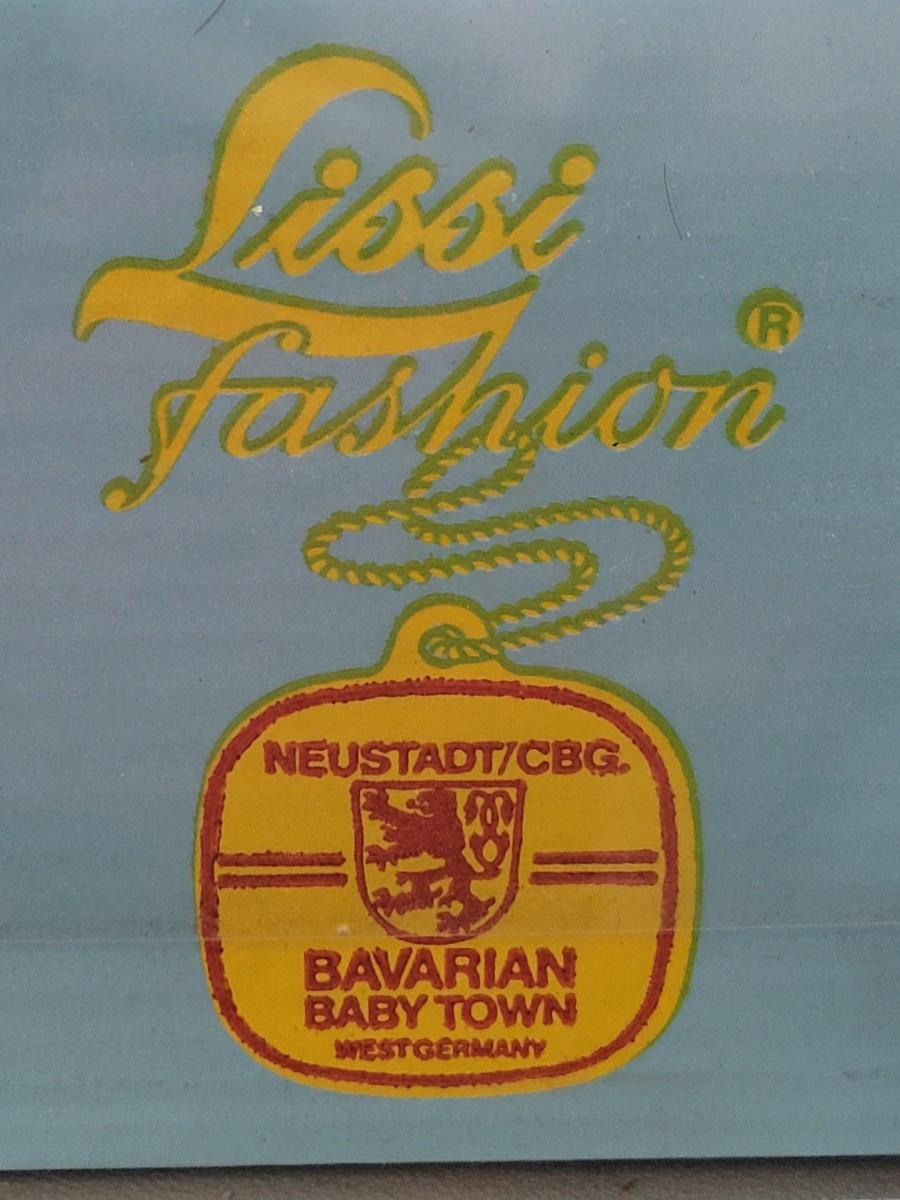 Lissi
fashion ®
NEUSTADT/CBG.
BAVARIAN
BABY TOWN
WEST GERMANY